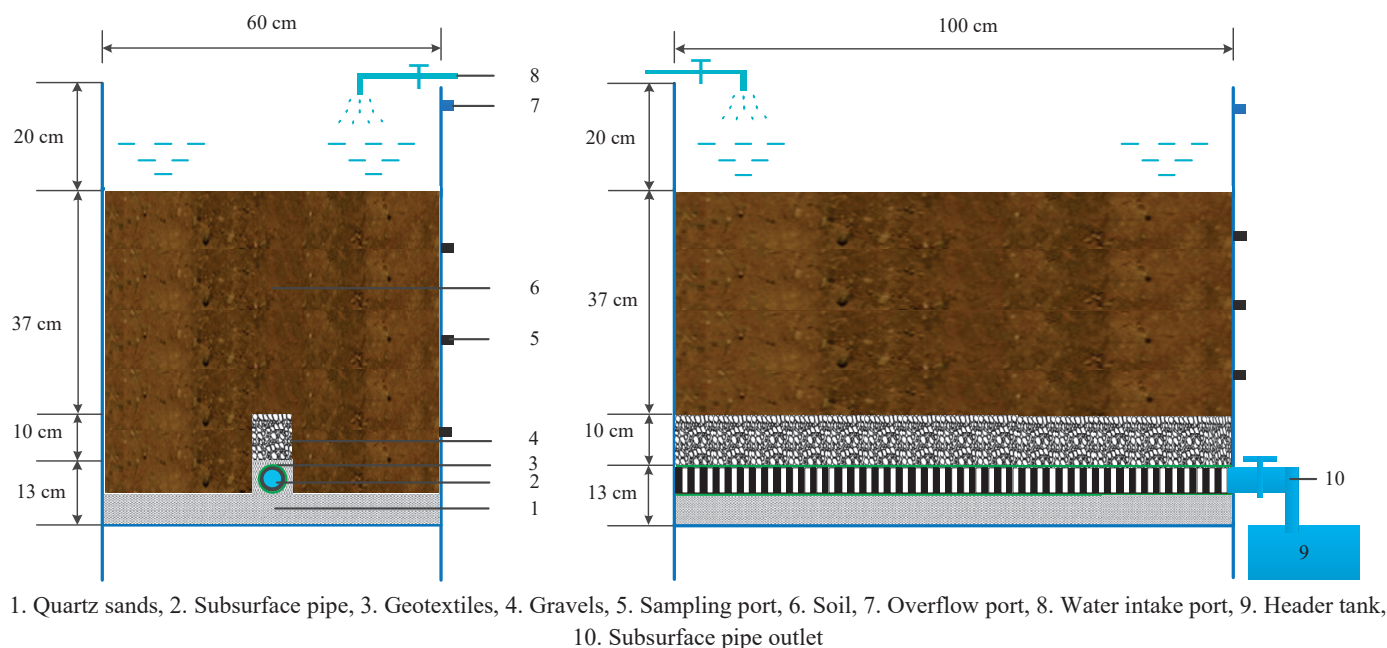 60 cm
100 cm
8
7
20 cm
20 cm
6
37 cm
37 cm
5
10 cm
4
10 cm
3
13 cm
2
13 cm
10
1
9
1. Quartz sands, 2. Subsurface pipe, 3. Geotextiles, 4. Gravels, 5. Sampling port, 6. Soil, 7. Overflow port, 8. Water intake port, 9. Header tank,
10. Subsurface pipe outlet